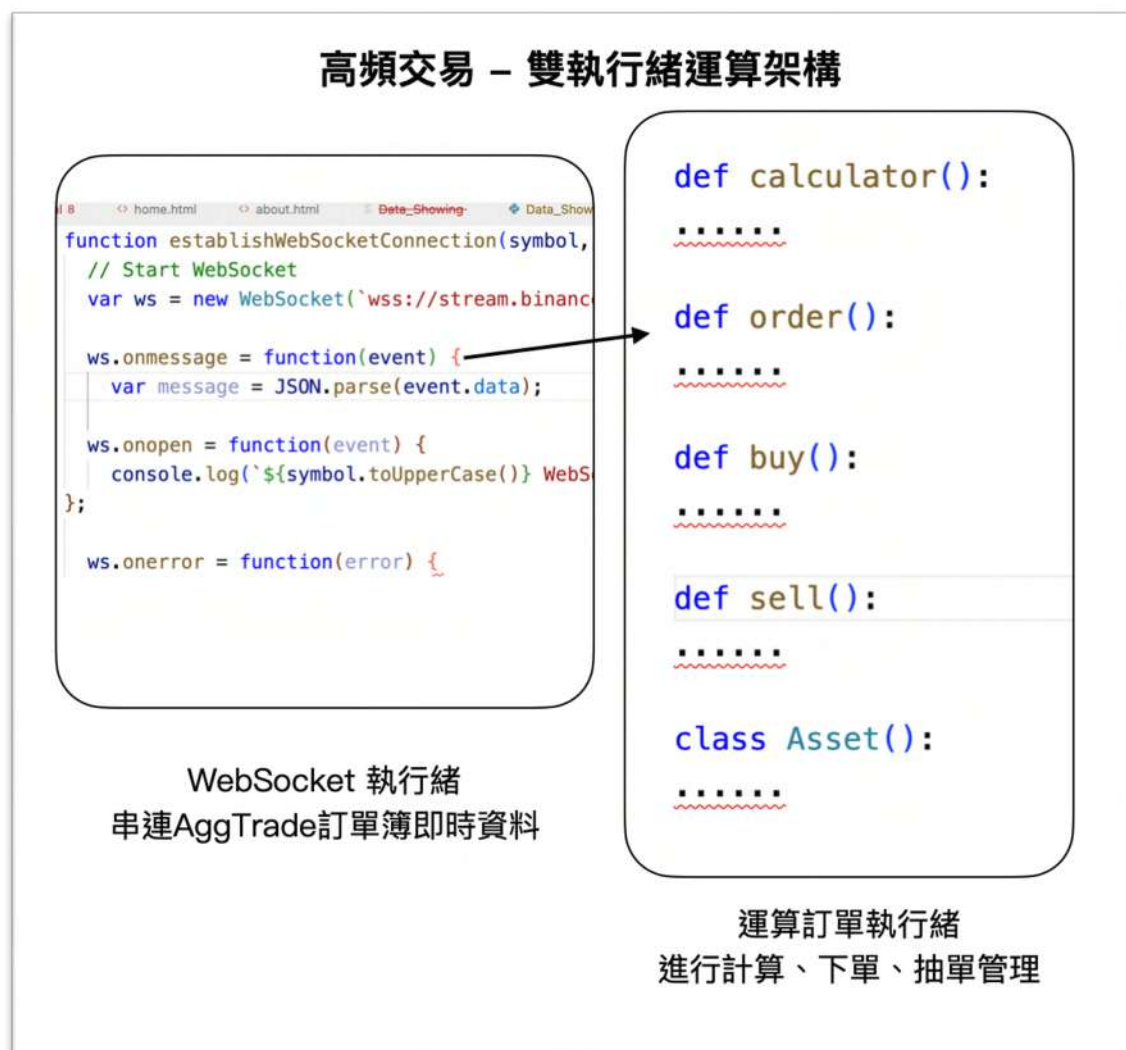 高頻交易 – 雙執行緒運算架構
8 <> home.html <> about.html Data_Showing Data_Show
function establishWebSocketConnection(symbol,
// Start WebSocket
var ws = new WebSocket(`wss://stream.binanc
ws.onmessage = function(event) {
var message = JSON.parse(event.data);
ws.onopen = function(event) {
console.log(`${symbol.toUpperCase()} WebS
};
ws.onerror = function(error) {
WebSocket 執行緒
串連AggTrade訂單簿即時資料
def calculator():
......
def order():
......
def buy():
......
def sell():
......
class Asset():
......
運算訂單執行緒
進行計算、下單、抽單管理